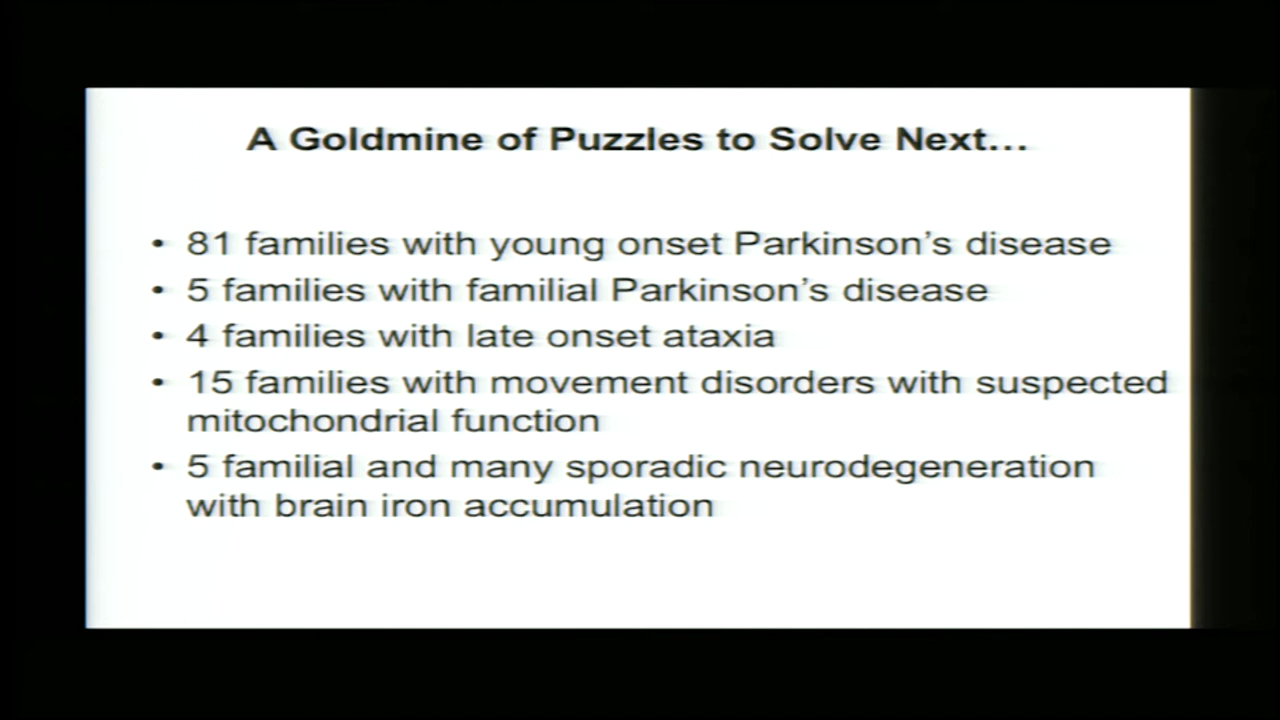 A Goldmine of Puzzles to Solve Next…
• 81 families with young onset Parkinson’s disease
• 5 families with familial Parkinson’s disease
• 4 families with late onset ataxia
• 15 families with movement disorders with suspected
mitochondrial function
• 5 familial and many sporadic neurodegeneration
with brain iron accumulation